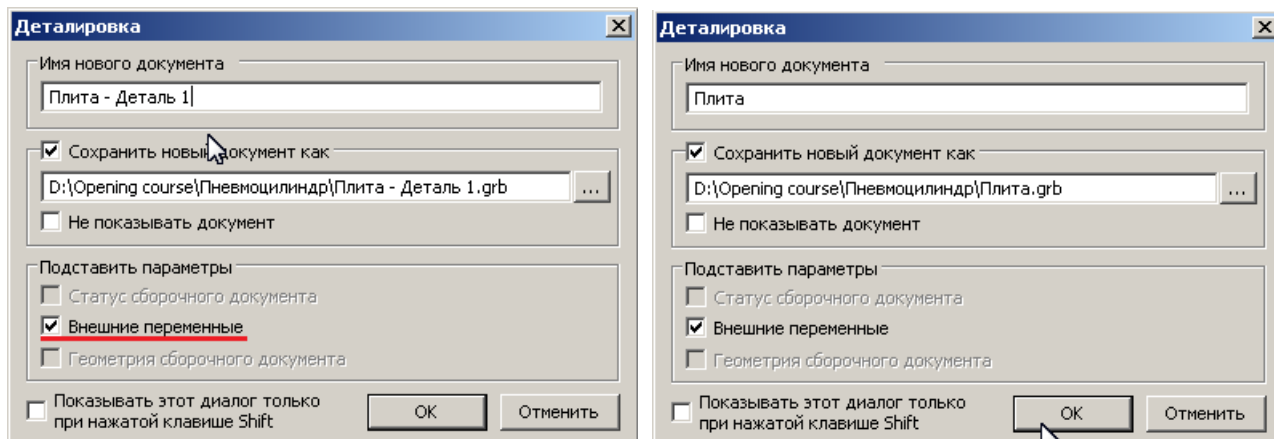 Деталировка
Имя нового документа
Плита - Деталь 1
Сохранить новый документ как
D:\Opening course\Пневмоцилиндр\Плита - Деталь 1.grb
...
Не показывать документ
Подставить параметры
Статус сборочного документа
Внешние переменные
Геометрия сборочного документа
Показывать этот диалог только
при нажатой клавише Shift
ОК
Отменить
Деталировка
Имя нового документа
Плита
Сохранить новый документ как
D:\Opening course\Пневмоцилиндр\Плита.grb
...
Не показывать документ
Подставить параметры
Статус сборочного документа
Внешние переменные
Геометрия сборочного документа
Показывать этот диалог только
при нажатой клавише Shift
ОК
Отменить